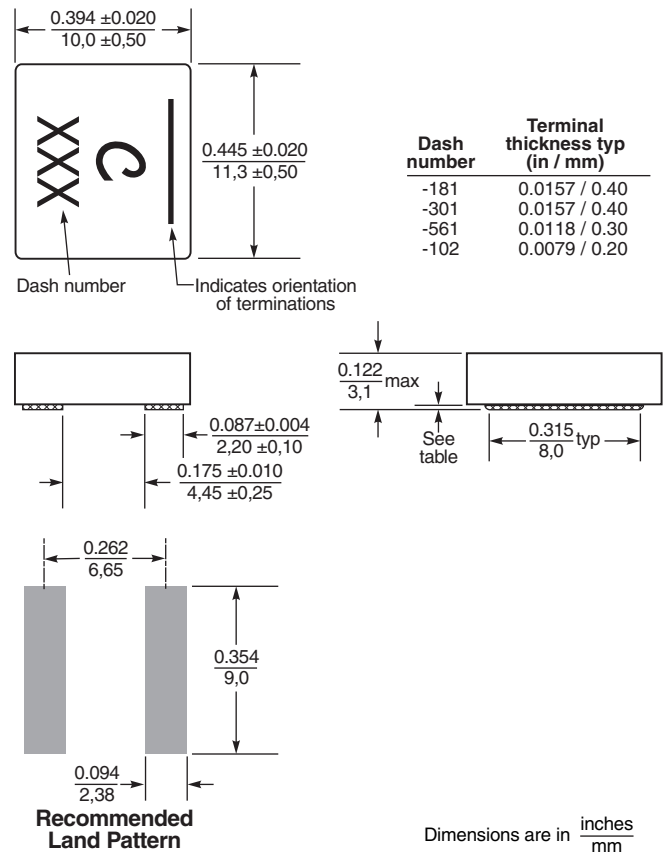 0.394 ±0.020
10,0 ±0,50
XXX
C
0.445 ±0.020
11,3 ±0,50
Dash number
Indicates orientation
of terminations
Dash
number
Terminal
thickness typ
(in / mm)
-181 0.0157 / 0.40
-301 0.0157 / 0.40
-561 0.0118 / 0.30
-102 0.0079 / 0.20
0.087±0.004
2,20 ±0,10
0.175 ±0.010
4,45 ±0,25
0.122
3,1
max
See
table
0.315
8,0
typ
0.262
6,65
0.354
9,0
0.094
2,38
Recommended
Land Pattern
Dimensions are in inches
mm